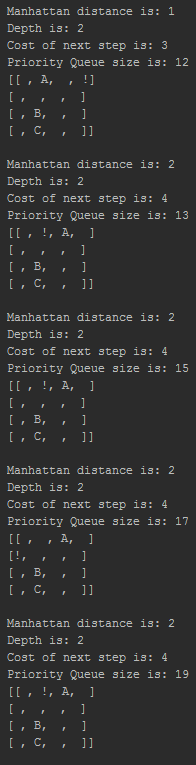 Manhattan distance is: 1
Depth is: 2
Cost of next step is: 3
Priority Queue size is: 12
[[ , A,  , !]
[ ,  ,  ,  ]
[ , B,  ,  ]
[ , C,  ,  ]]
Manhattan distance is: 2
Depth is: 2
Cost of next step is: 4
Priority Queue size is: 13
[[ , !, A,  ]
[ ,  ,  ,  ]
[ , B,  ,  ]
[ , C,  ,  ]]
Manhattan distance is: 2
Depth is: 2
Cost of next step is: 4
Priority Queue size is: 15
[[ , !, A,  ]
[ ,  ,  ,  ]
[ , B,  ,  ]
[ , C,  ,  ]]
Manhattan distance is: 2
Depth is: 2
Cost of next step is: 4
Priority Queue size is: 17
[[ ,  , A,  ]
[!,  ,  ,  ]
[ , B,  ,  ]
[ , C,  ,  ]]
Manhattan distance is: 2
Depth is: 2
Cost of next step is: 4
Priority Queue size is: 19
[[ , !, A,  ]
[ ,  ,  ,  ]
[ , B,  ,  ]
[ , C,  ,  ]]